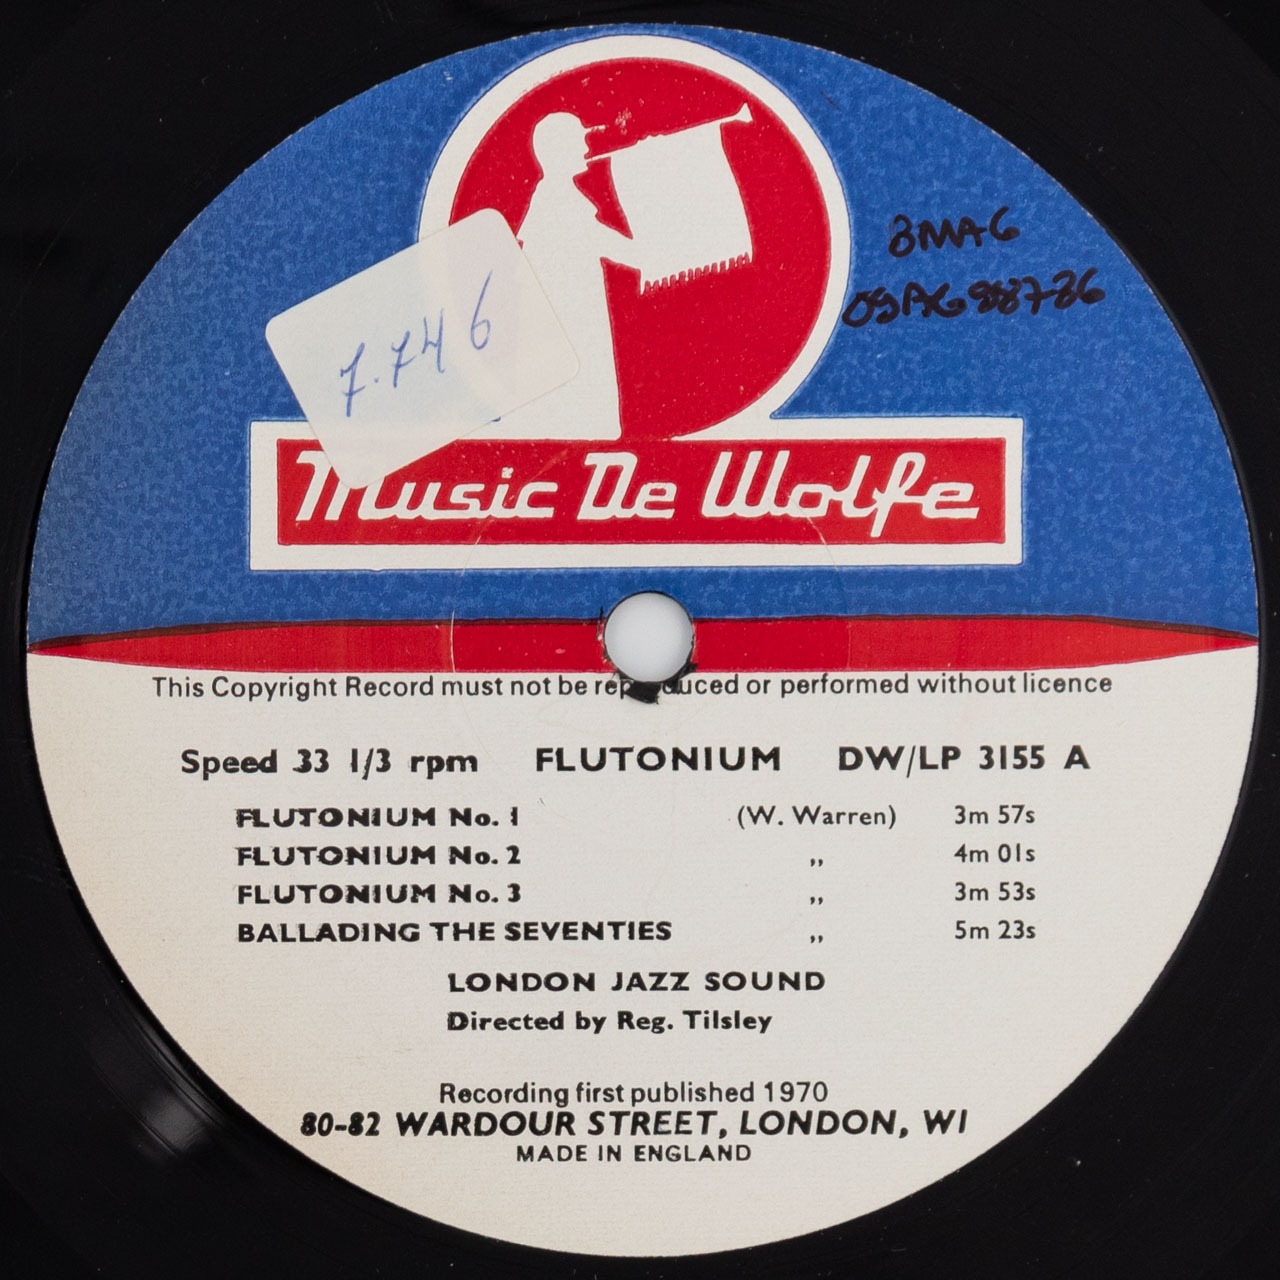 7.746
Music De Wolfe
This Copyright Record must not be reproduced or performed without licence
Speed 33 1/3 rpm FLUTONIUM DW/LP 3155 A
FLUTONIUM No. 1 (W. Warren) 3m 57s
FLUTONIUM No. 2 ,, 4m 01s
FLUTONIUM No. 3 ,, 3m 53s
BALLADING THE SEVENTIES ,, 5m 23s
LONDON JAZZ SOUND
Directed by Reg. Tilsley
Recording first published 1970
80-82 WARDOUR STREET, LONDON, W1
MADE IN ENGLAND